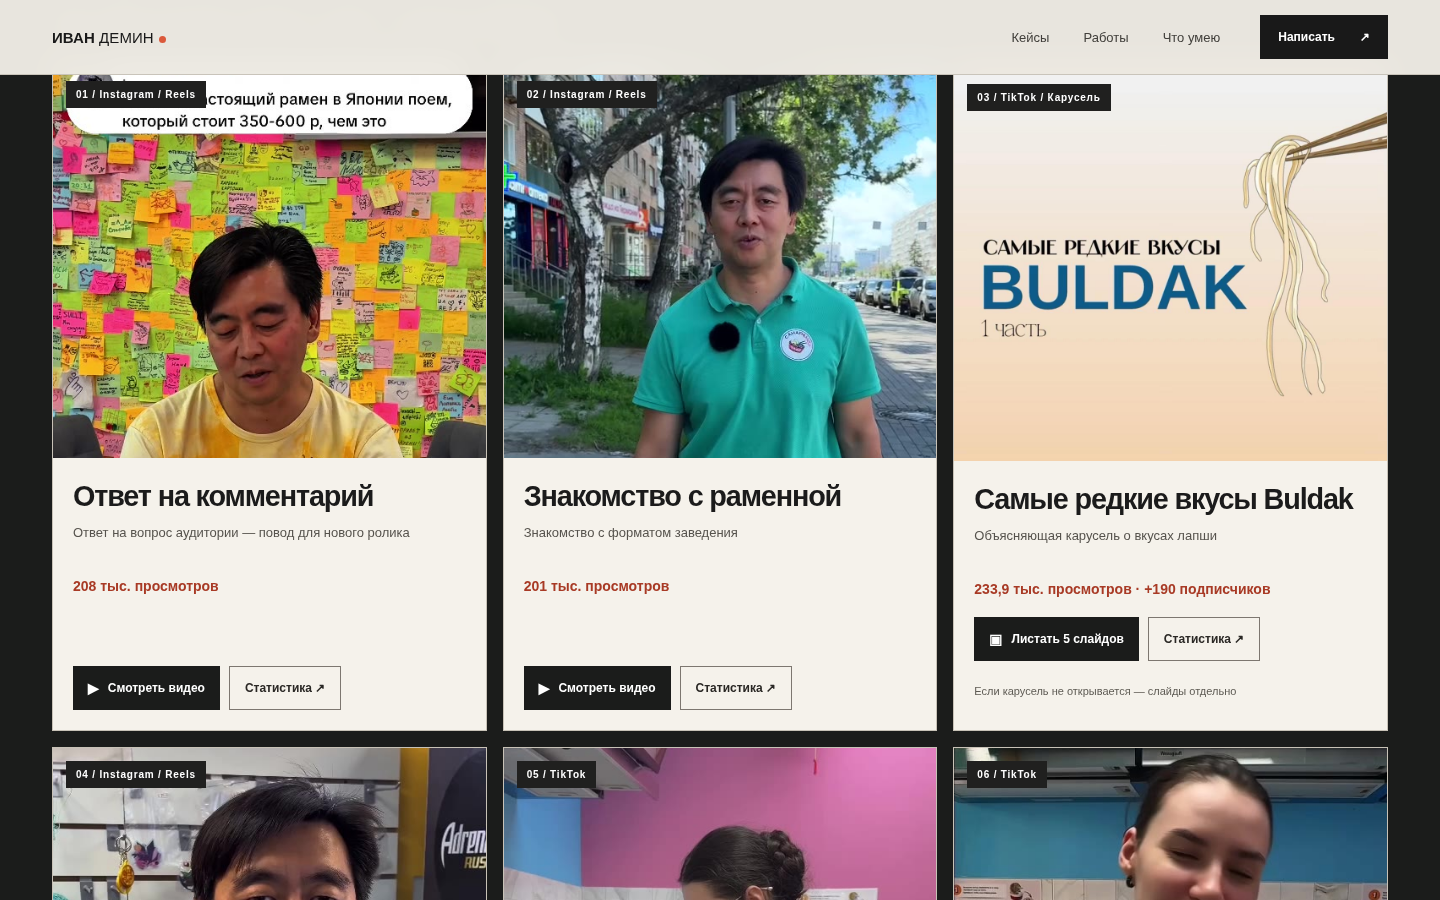 ИВАН ДЕМИН
Кейсы
Работы
Что умею
Написать ↗
01 / Instagram / Reels
астоящий рамен в Японии поем,
который стоит 350-600 р, чем это
02 / Instagram / Reels
03 / TikTok / Карусель
САМЫЕ РЕДКИЕ ВКУСЫ
BULDAK
1 часть
Ответ на комментарий
Ответ на вопрос аудитории — повод для нового ролика
208 тыс. просмотров
▶ Смотреть видео
Статистика ↗
Знакомство с раменной
Знакомство с форматом заведения
201 тыс. просмотров
▶ Смотреть видео
Статистика ↗
Самые редкие вкусы Buldak
Объясняющая карусель о вкусах лапши
233,9 тыс. просмотров · +190 подписчиков
▣ Листать 5 слайдов
Статистика ↗
Если карусель не открывается — слайды отдельно
04 / Instagram / Reels
Adren
RUS
05 / TikTok
06 / TikTok